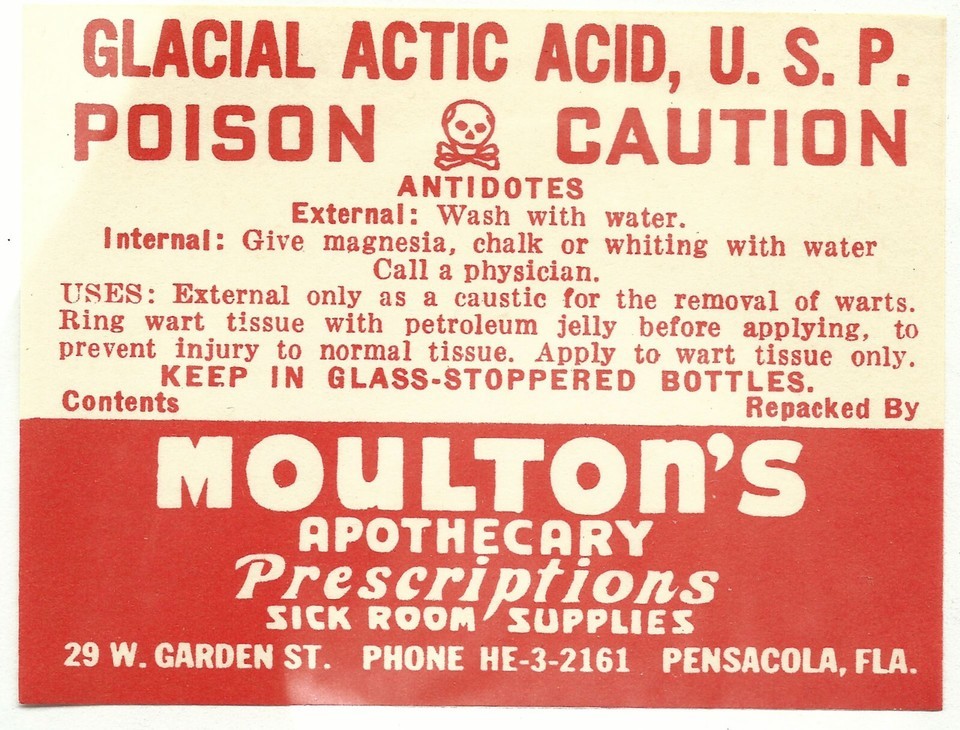 GLACIAL ACTIC ACID, U. S. P.
POISON CAUTION
ANTIDOTES
External: Wash with water.
Internal: Give magnesia, chalk or whiting with water
Call a physician.
USES: External only as a caustic for the removal of warts.
Ring wart tissue with petroleum jelly before applying, to
prevent injury to normal tissue. Apply to wart tissue only.
KEEP IN GLASS-STOPPERED BOTTLES.
Contents Repacked By
MOULTON'S
APOTHECARY
Prescriptions
SICK ROOM SUPPLIES
29 W. GARDEN ST. PHONE HE-3-2161 PENSACOLA, FLA.